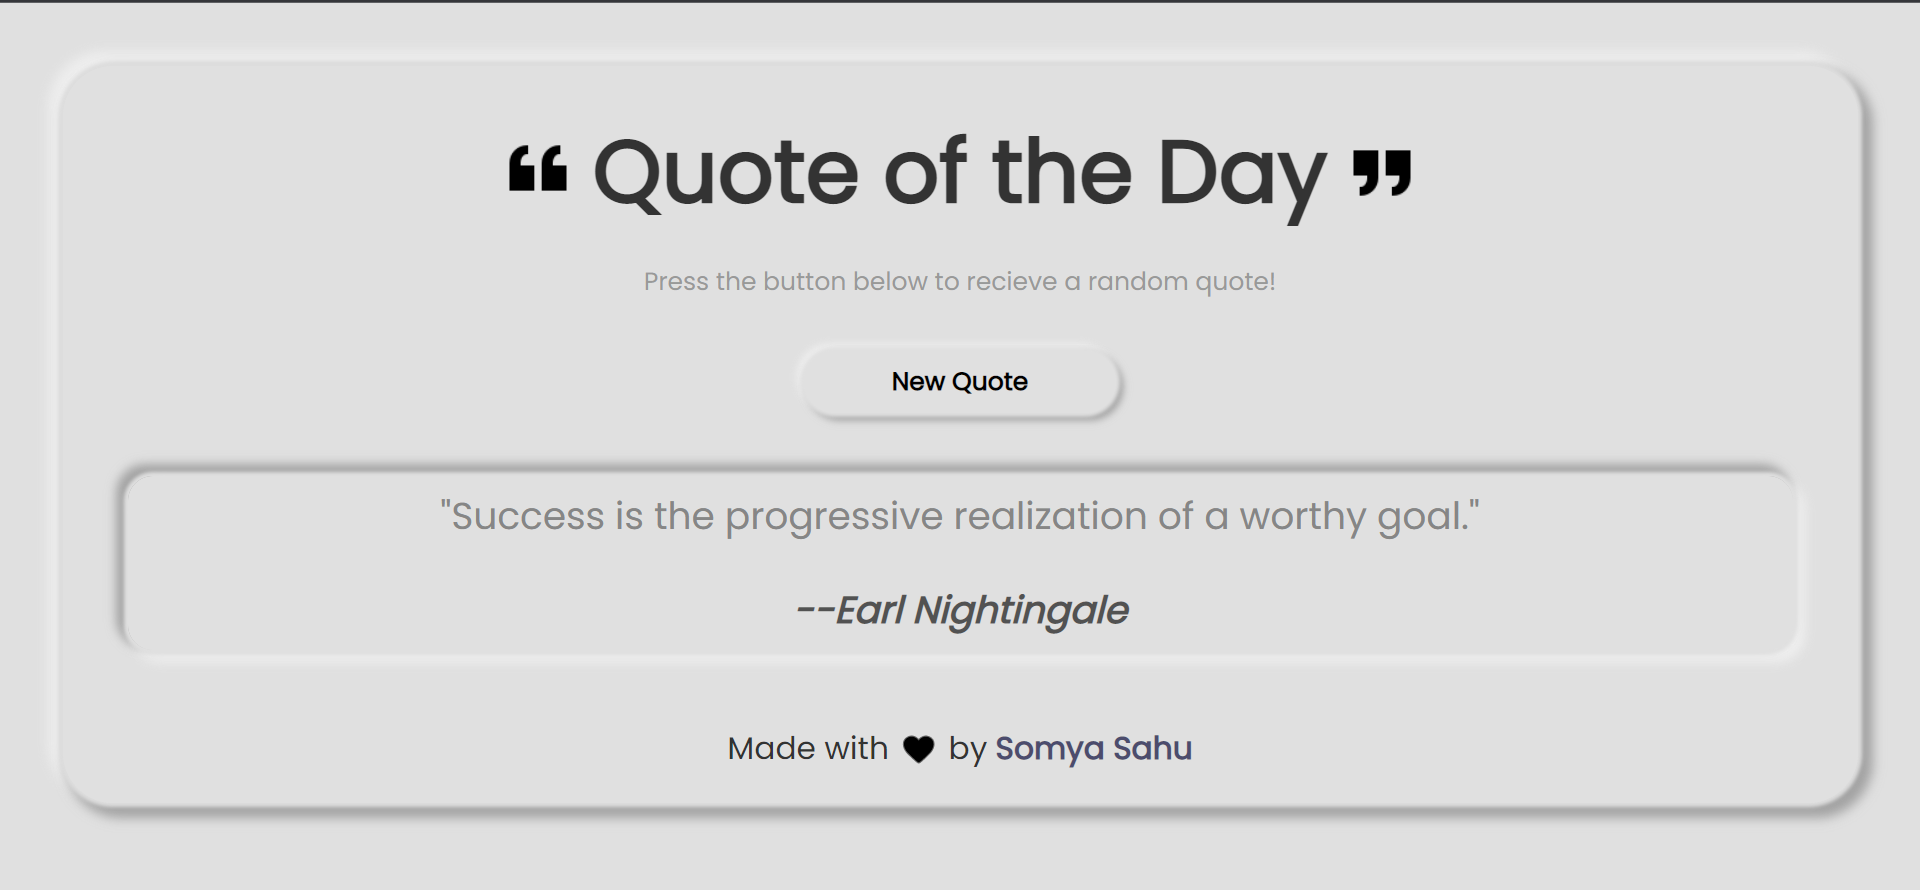 ❝ Quote of the Day ❞
Press the button below to recieve a random quote!
New Quote
"Success is the progressive realization of a worthy goal."
--Earl Nightingale
Made with ♥ by Somya Sahu